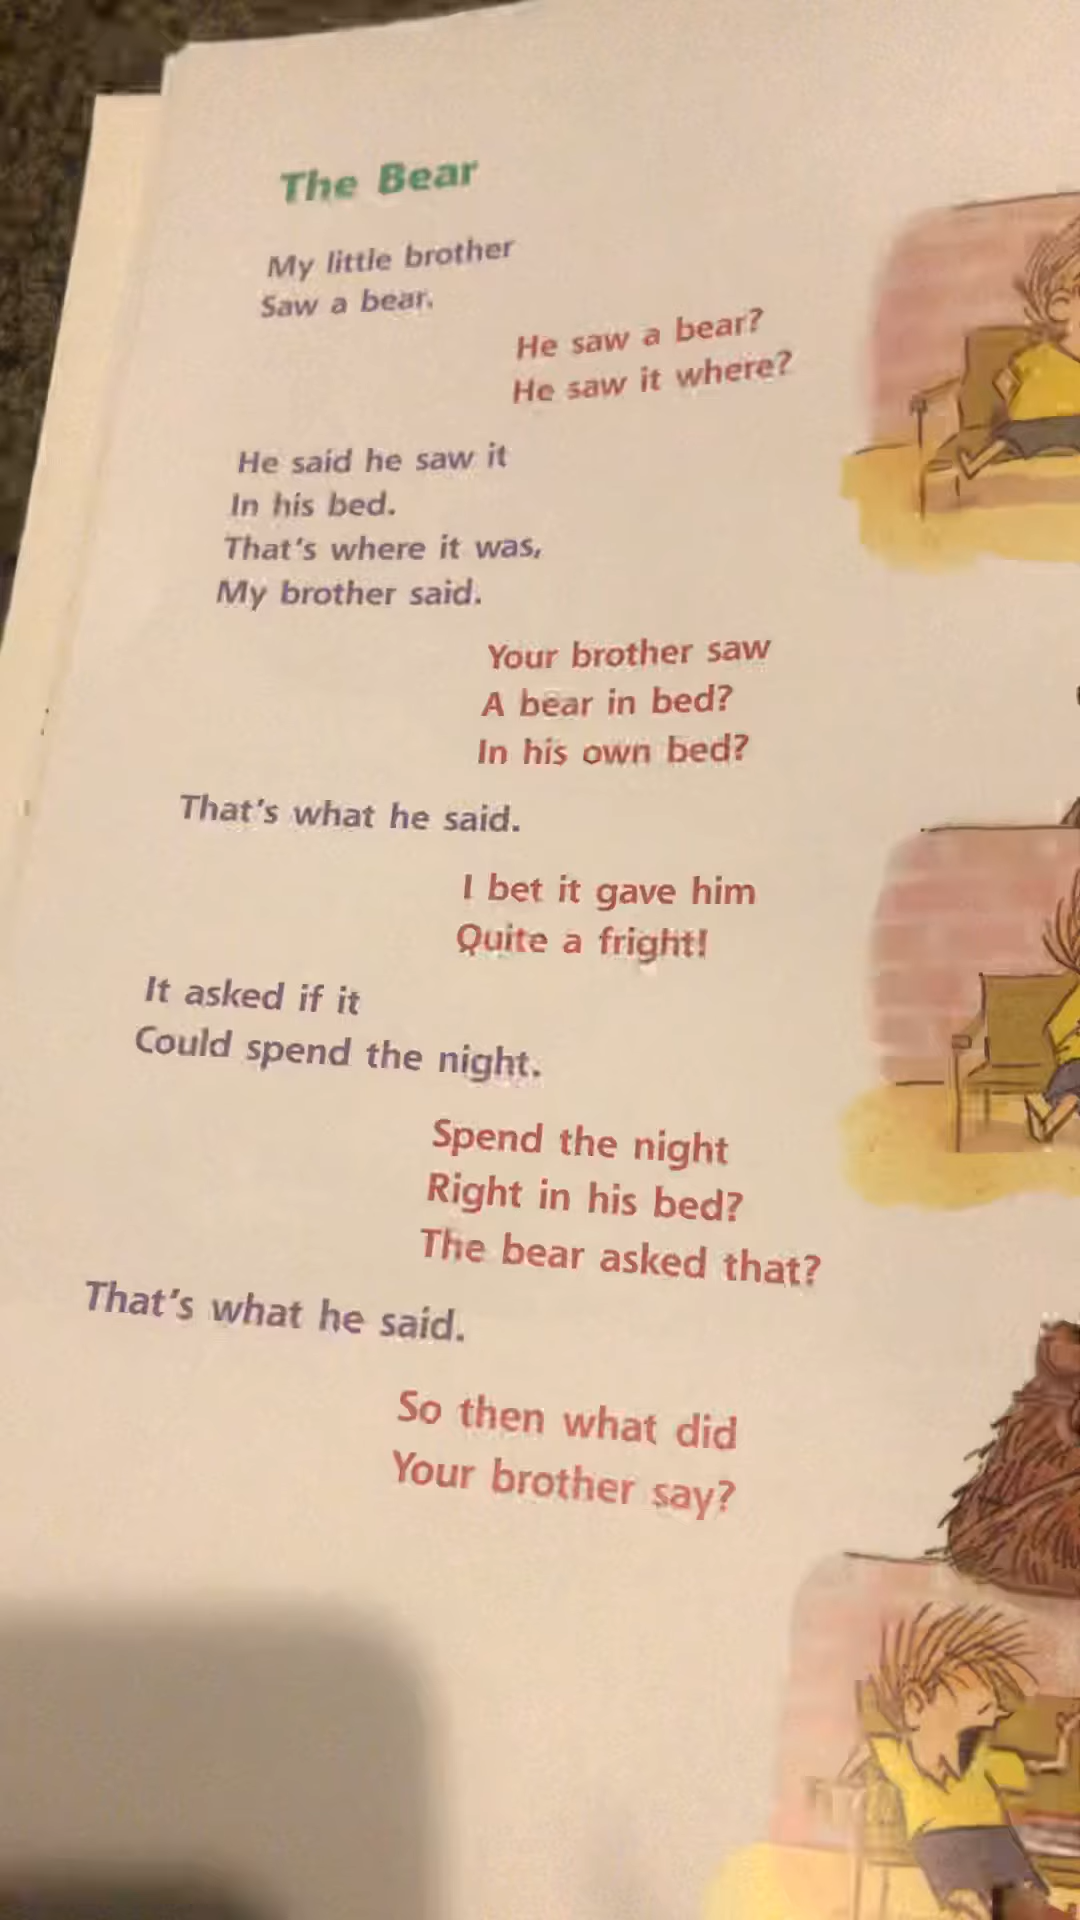 The Bear
My little brother
Saw a bear.
He saw a bear?
He saw it where?
He said he saw it
In his bed.
That's where it was,
My brother said.
Your brother saw
A bear in bed?
In his own bed?
That's what he said.
I bet it gave him
Quite a fright!
It asked if it
Could spend the night.
Spend the night
Right in his bed?
The bear asked that?
That's what he said.
So then what did
Your brother say?